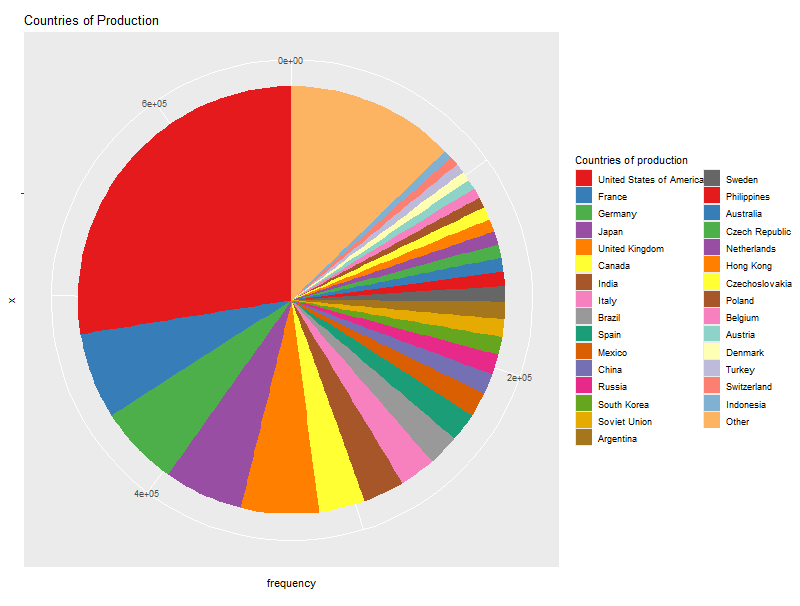 Countries of Production
0e+00
6e+05
2e+05
4e+05
x
frequency
Countries of production
United States of America
France
Germany
Japan
United Kingdom
Canada
India
Italy
Brazil
Spain
Mexico
China
Russia
South Korea
Soviet Union
Argentina
Sweden
Philippines
Australia
Czech Republic
Netherlands
Hong Kong
Czechoslovakia
Poland
Belgium
Austria
Denmark
Turkey
Switzerland
Indonesia
Other